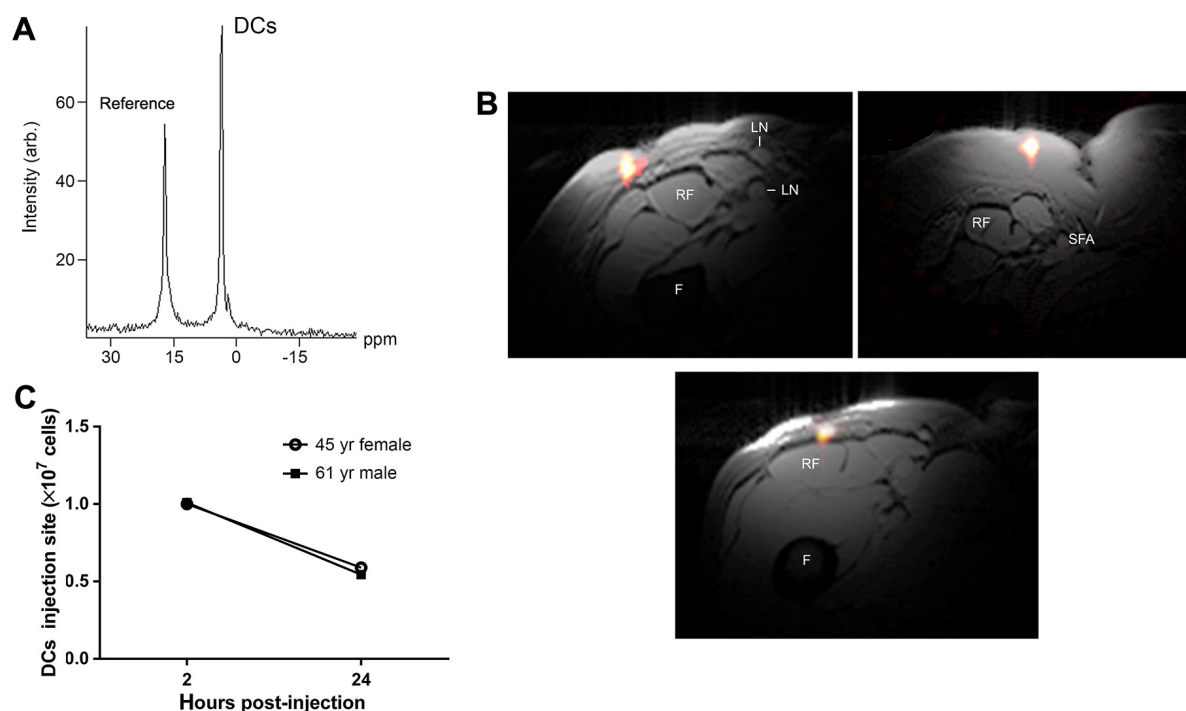 A
DCs
Reference
60
40
20
Intensity (arb.)
30 15 0 -15
ppm
B
LN
LN
RF
F
RF
SFA
RF
F
C
1.5
1.0
0.5
0.0
DCs injection site (×10⁷ cells)
45 yr female
61 yr male
2 24
Hours post-injection